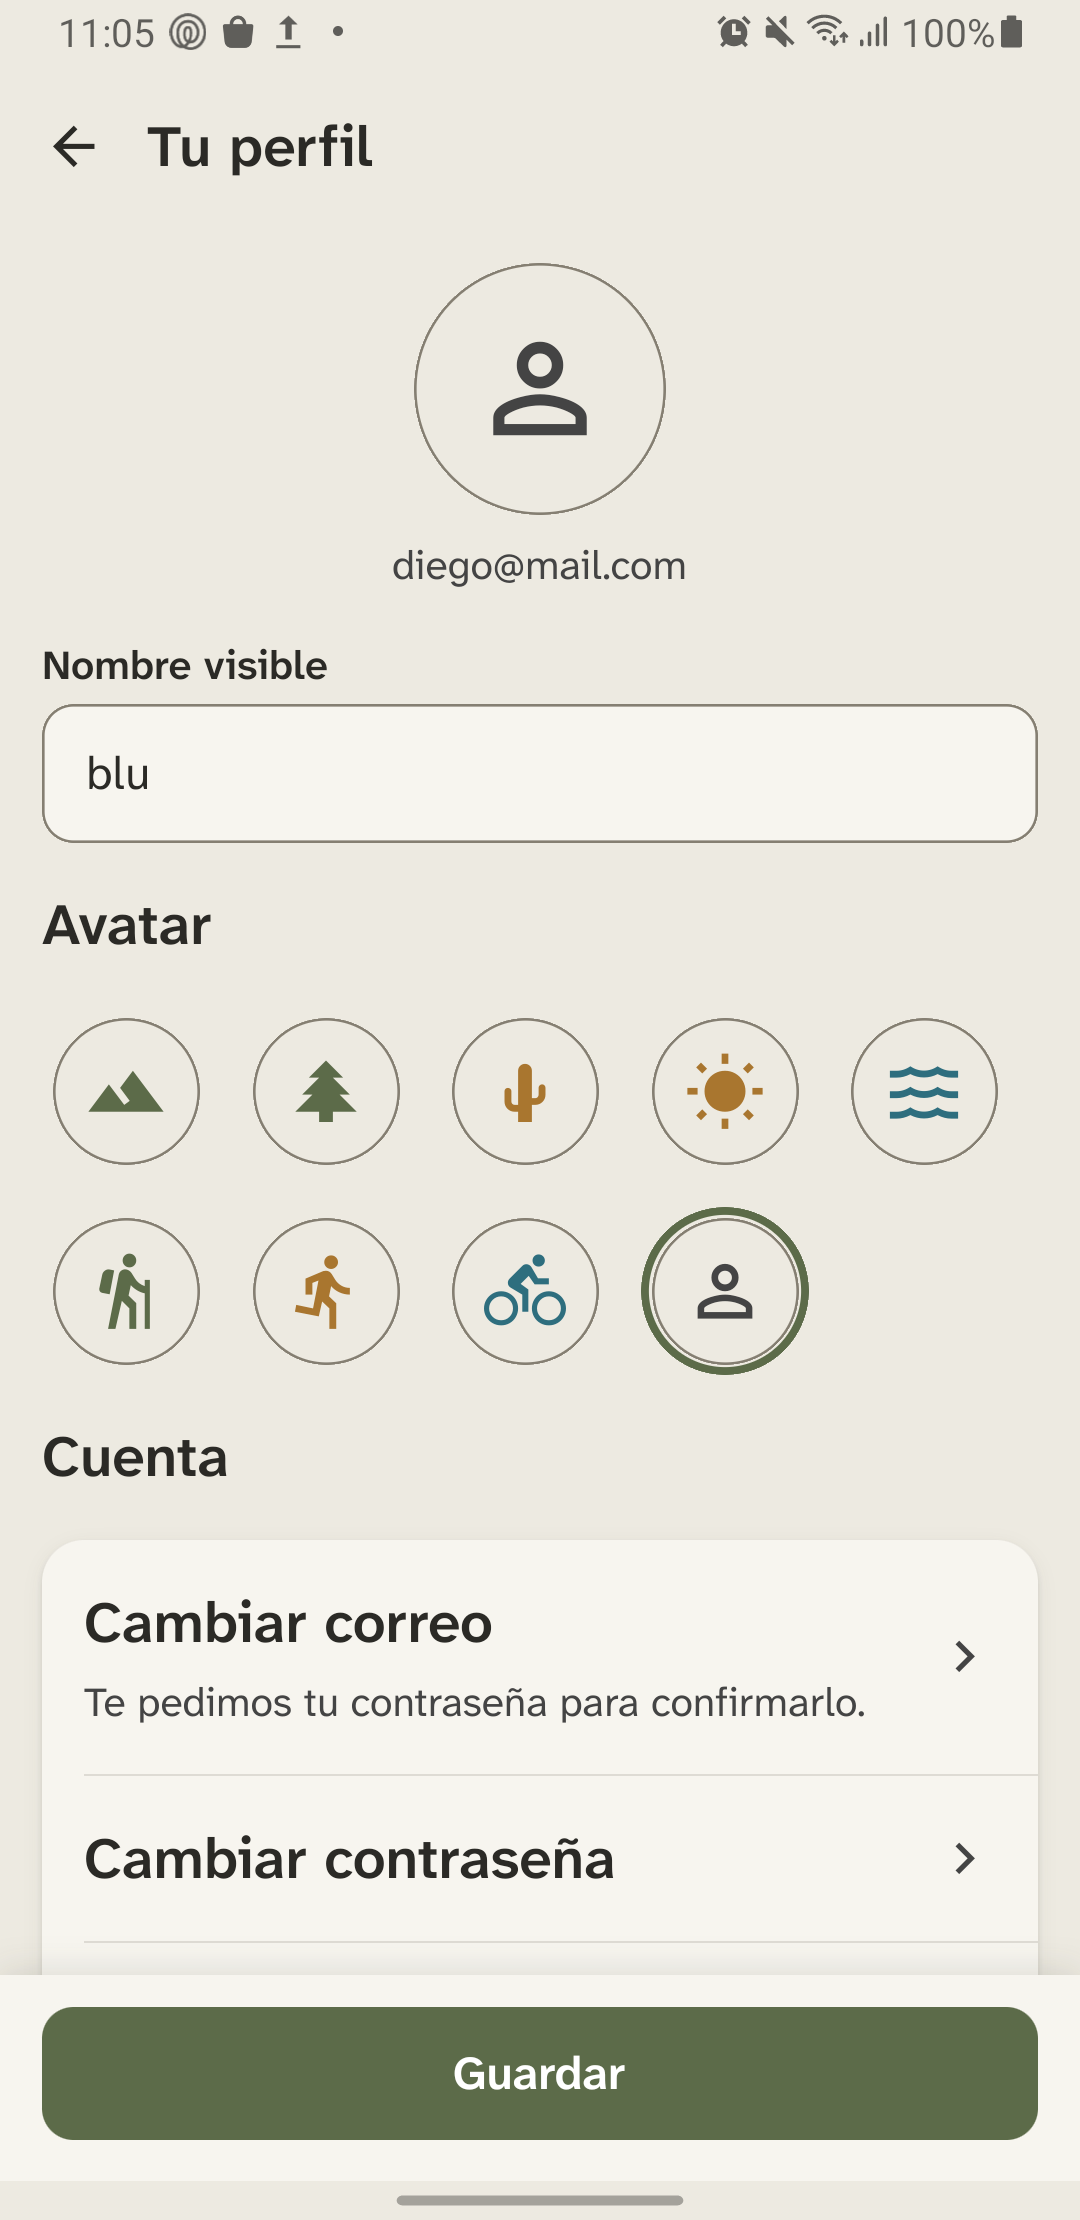 11:05 100%
Tu perfil
diego@mail.com
Nombre visible
blu
Avatar
Cuenta
Cambiar correo
Te pedimos tu contraseña para confirmarlo.
Cambiar contraseña
Guardar